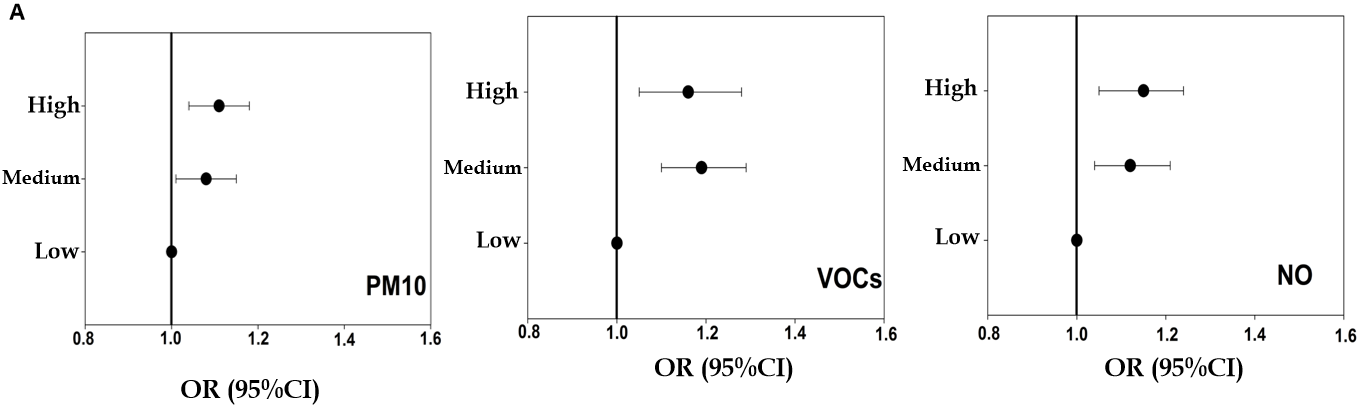 A
High
Medium
Low
PM10
0.8 1.0 1.2 1.4 1.6
OR (95%CI)
High
Medium
Low
VOCs
0.8 1.0 1.2 1.4 1.6
OR (95%CI)
High
Medium
Low
NO
0.8 1.0 1.2 1.4 1.6
OR (95%CI)